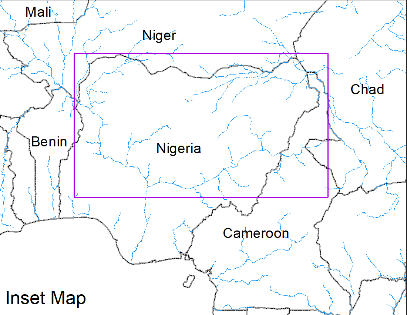 Mali
Niger
Chad
Benin
Nigeria
Cameroon
Inset Map